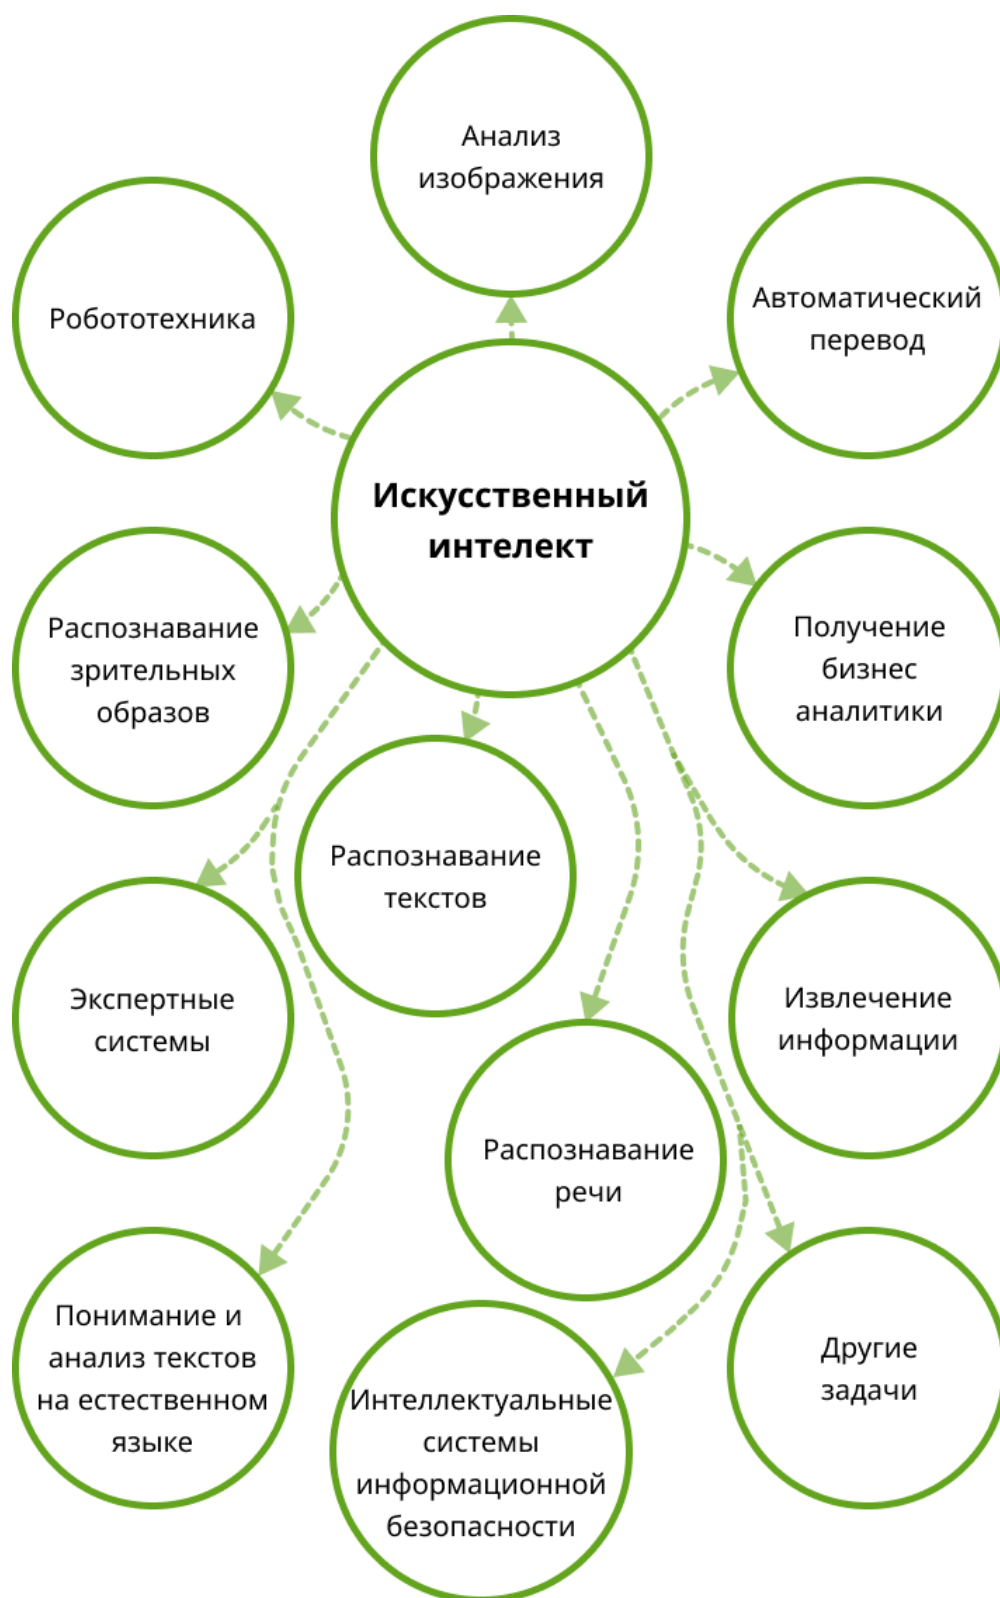 Анализ
изображения
Робототехника
Автоматический
перевод
Искусственный
интелект
Распознавание
зрительных
образов
Получение
бизнес
аналитики
Распознавание
текстов
Экспертные
системы
Извлечение
информации
Распознавание
речи
Понимание и
анализ текстов
на естественном
языке
Интеллектуальные
системы
информационной
безопасности
Другие
задачи